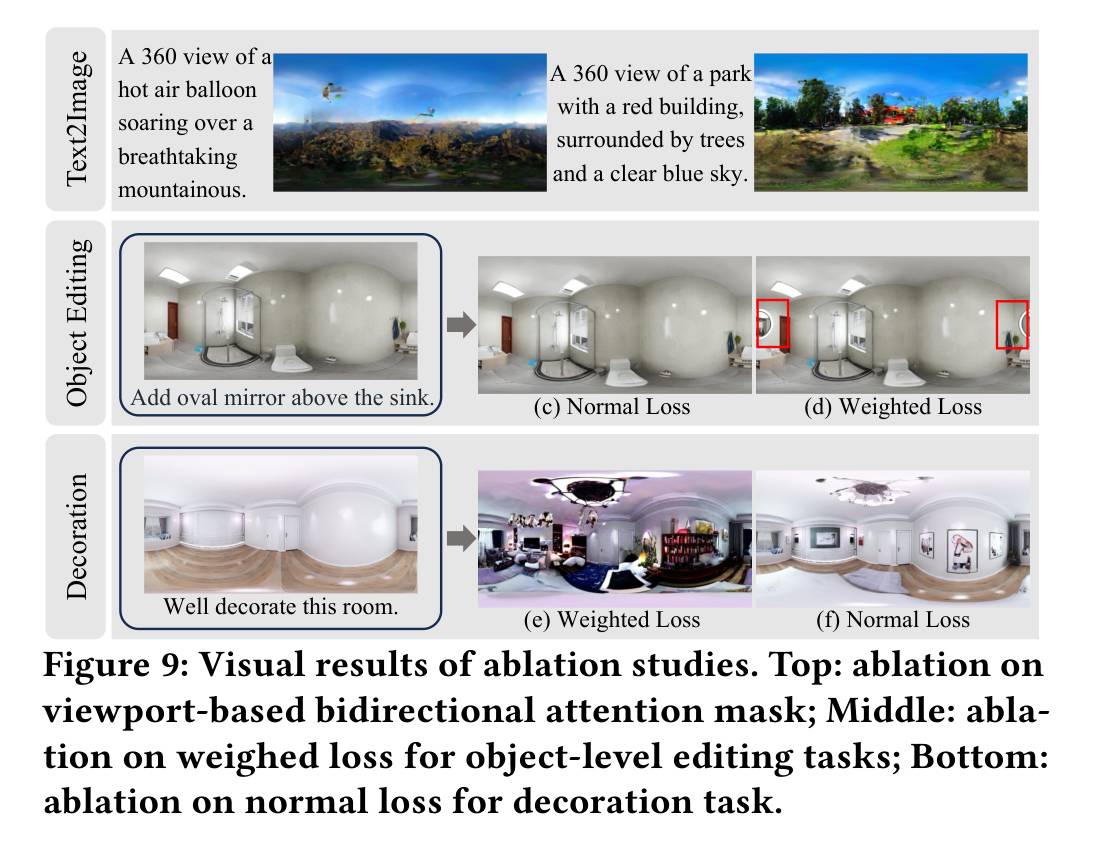 Text2Image
A 360 view of a
hot air balloon
soaring over a
breathtaking
mountainous.
A 360 view of a park
with a red building,
surrounded by trees
and a clear blue sky.
Object Editing
Add oval mirror above the sink.
(c) Normal Loss
(d) Weighted Loss
Decoration
Well decorate this room.
(e) Weighted Loss
(f) Normal Loss
Figure 9: Visual results of ablation studies. Top: ablation on
viewport-based bidirectional attention mask; Middle: abla-
tion on weighed loss for object-level editing tasks; Bottom:
ablation on normal loss for decoration task.